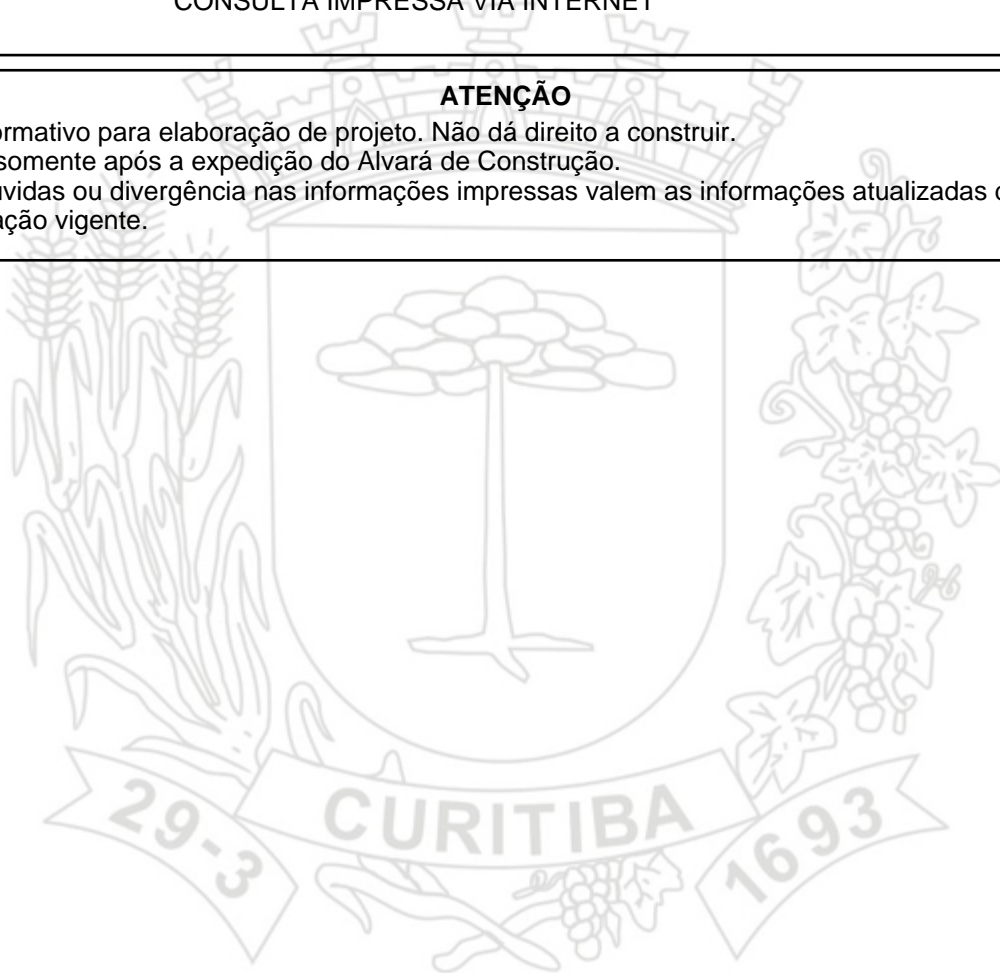 CONSULTA IMPRESSA VIA INTERNET
ATENÇÃO
ormativo para elaboração de projeto. Não dá direito a construir.
somente após a expedição do Alvará de Construção.
úvidas ou divergência nas informações impressas valem as informações atualizadas
ação vigente.
29-3
CURITIBA
1693